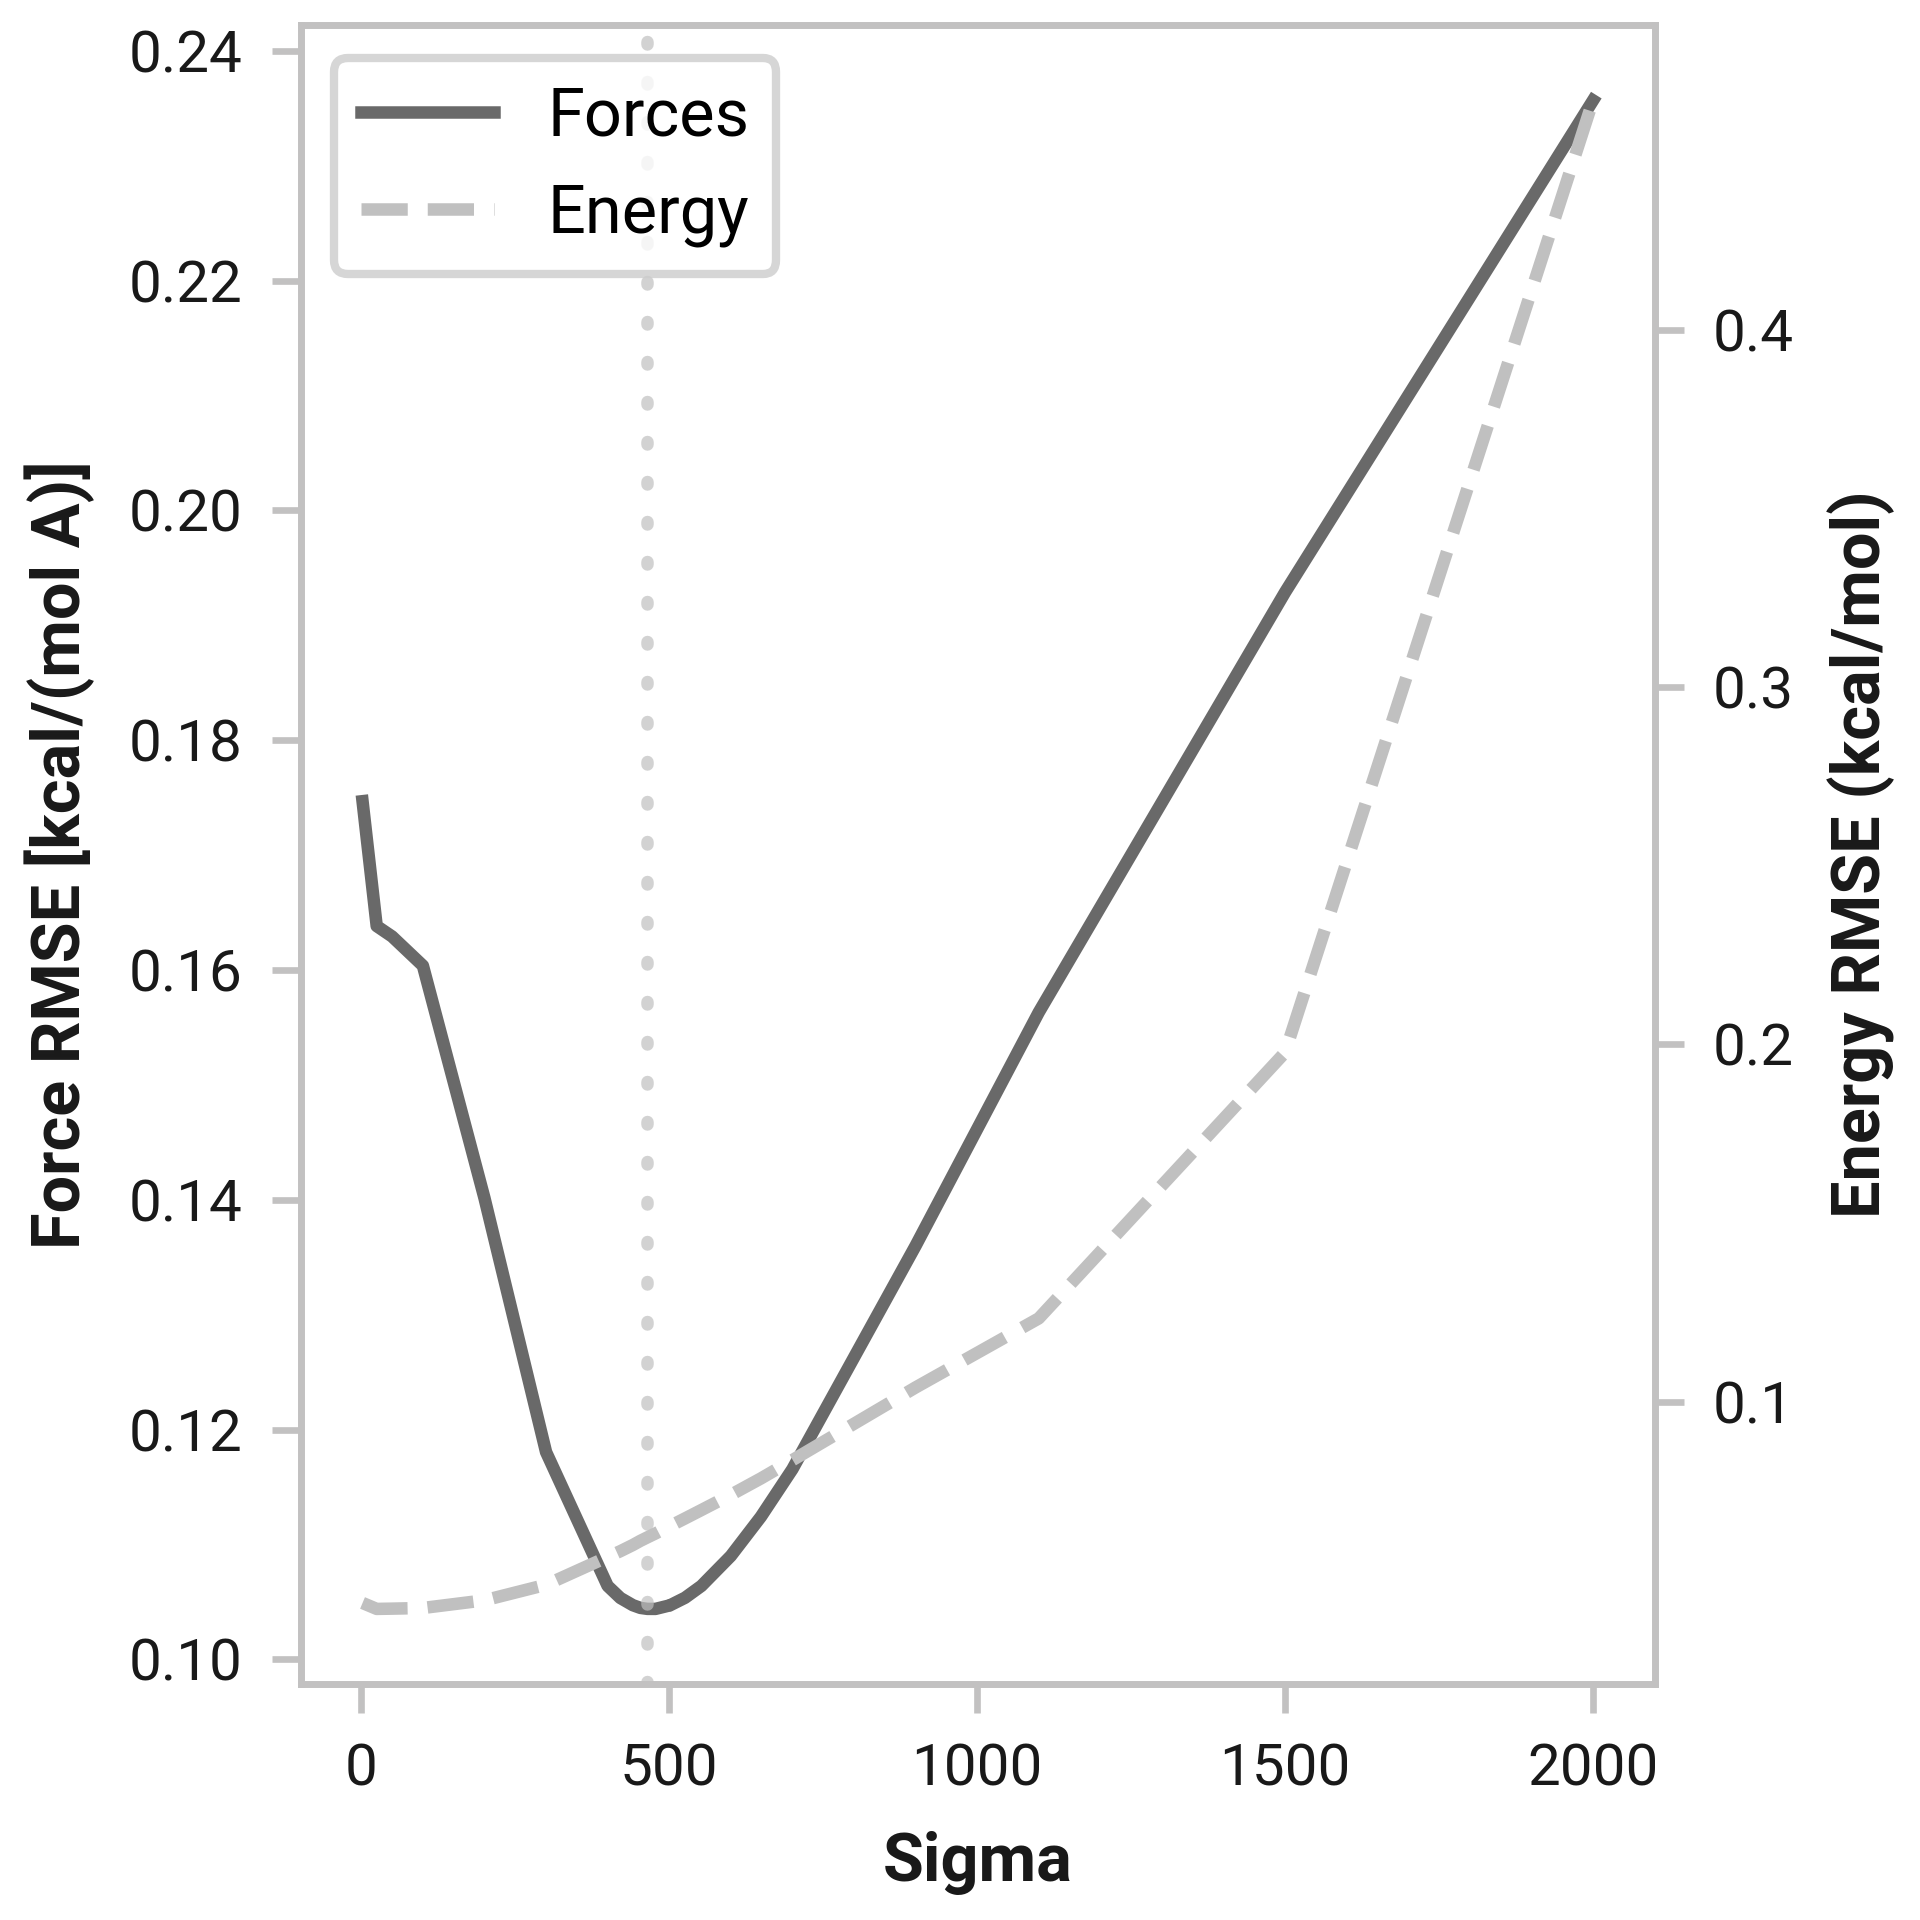 Forces
Energy
0.24
0.22
0.20
0.18
0.16
0.14
0.12
0.10
Force RMSE [kcal/(mol A)]
0.4
0.3
0.2
0.1
Energy RMSE (kcal/mol)
0 500 1000 1500 2000
Sigma